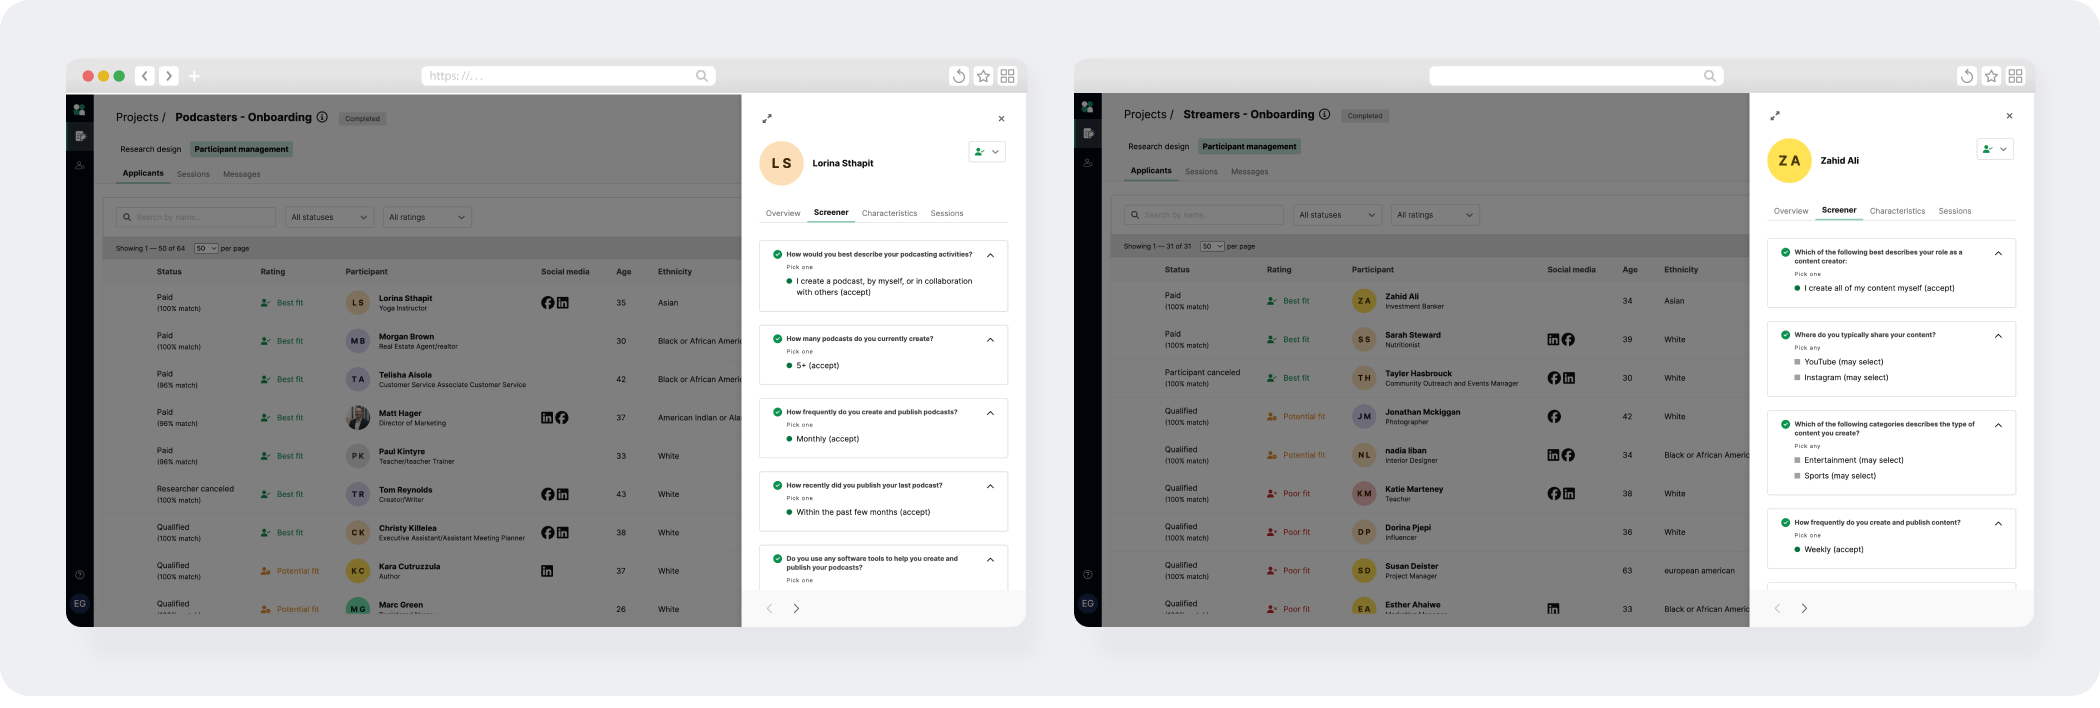 https: //. . .
Projects / Podcasters - Onboarding Completed
Research design Participant management
Applicants Sessions Messages
Search by name...
All statuses
All ratings
Showing 1 — 50 of 64 50 per page
Status Rating Participant Social media Age Ethnicity
Paid
(100% match)
Best fit
LS
Lorina Sthapit
Yoga Instructor
35
Asian
Paid
(100% match)
Best fit
MB
Morgan Brown
Real Estate Agent/realtor
30
Black or African Ameri
Paid
(96% match)
Best fit
TA
Telisha Aisola
Customer Service Associate Customer Service
42
Black or African Ameri
Paid
(96% match)
Best fit
Matt Hager
Director of Marketing
37
American Indian or Ala
Paid
(96% match)
Best fit
PK
Paul Kintyre
Teacher/teacher Trainer
33
White
Researcher canceled
(100% match)
Best fit
TR
Tom Reynolds
Creator/Writer
43
White
Qualified
(100% match)
Best fit
CK
Christy Killelea
Executive Assistant/Assistant Meeting Planner
38
White
Qualified
(100% match)
Potential fit
KC
Kara Cutruzzula
Author
37
White
Qualified
Potential fit
MG
Marc Green
26
White
EG
LS
Lorina Sthapit
Overview Screener Characteristics Sessions
How would you best describe your podcasting activities?
Pick one
I create a podcast, by myself, or in collaboration
with others (accept)
How many podcasts do you currently create?
Pick one
5+ (accept)
How frequently do you create and publish podcasts?
Pick one
Monthly (accept)
How recently did you publish your last podcast?
Pick one
Within the past few months (accept)
Do you use any software tools to help you create and
publish your podcasts?
Pick one
Projects / Streamers - Onboarding Completed
Research design Participant management
Applicants Sessions Messages
Search by name...
All statuses
All ratings
Showing 1 — 31 of 31 50 per page
Status Rating Participant Social media Age Ethnicity
Paid
(100% match)
Best fit
ZA
Zahid Ali
Investment Banker
34
Asian
Paid
(100% match)
Best fit
SS
Sarah Steward
Nutritionist
39
White
Participant canceled
(100% match)
Best fit
TH
Tayler Hasbrouck
Community Outreach and Events Manager
30
White
Qualified
(100% match)
Potential fit
JM
Jonathan Mckiggan
Photographer
42
White
Qualified
(100% match)
Potential fit
NL
nadia liban
Interior Designer
34
Black or African Americ
Qualified
(100% match)
Poor fit
KM
Katie Marteney
Teacher
38
White
Qualified
(100% match)
Poor fit
DP
Dorina Pjepi
Influencer
36
White
Qualified
(100% match)
Poor fit
SD
Susan Deister
Project Manager
63
european american
Qualified
Poor fit
EA
Esther Ahaiwe
33
Black or African Americ
EG
ZA
Zahid Ali
Overview Screener Characteristics Sessions
Which of the following best describes your role as a
content creator:
Pick one
I create all of my content myself (accept)
Where do you typically share your content?
Pick any
YouTube (may select)
Instagram (may select)
Which of the following categories describes the type of
content you create?
Pick any
Entertainment (may select)
Sports (may select)
How frequently do you create and publish content?
Pick one
Weekly (accept)